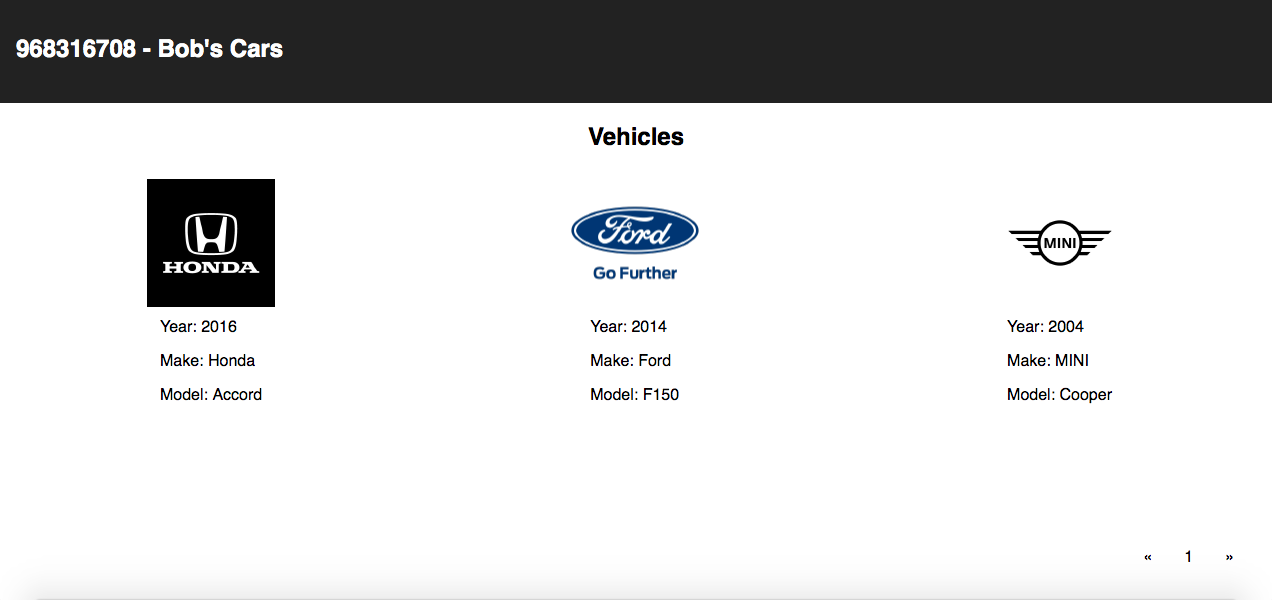 968316708 - Bob's Cars
Vehicles
HONDA
Year: 2016
Make: Honda
Model: Accord
Ford
Go Further
Year: 2014
Make: Ford
Model: F150
MINI
Year: 2004
Make: MINI
Model: Cooper
« 1 »